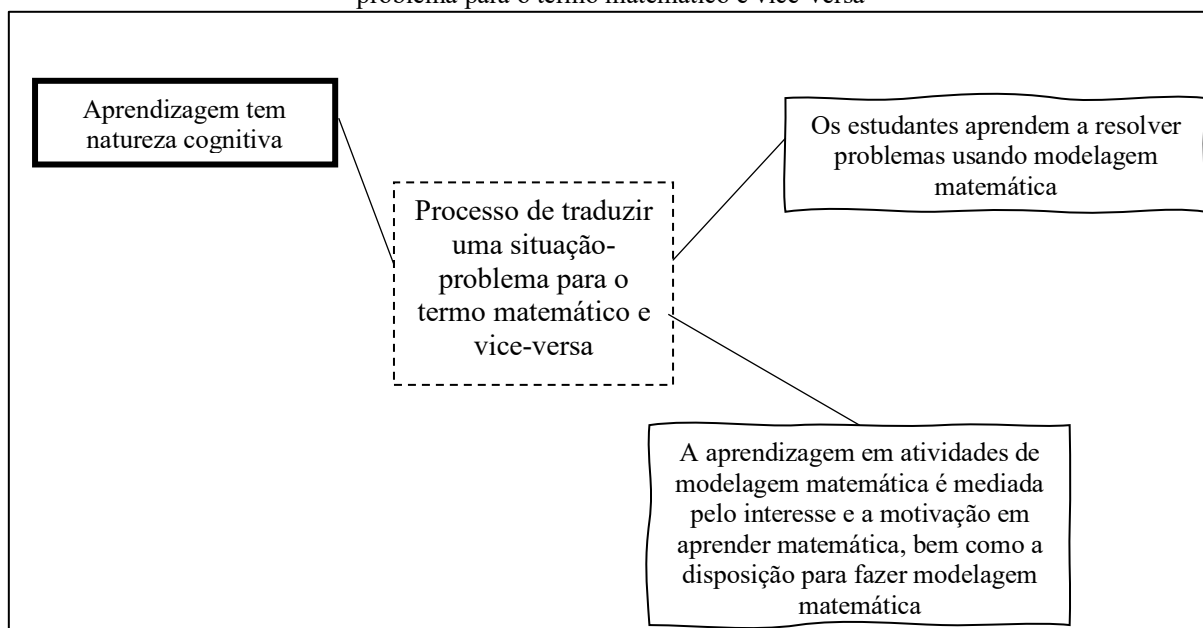 problema para o termo matemático e vice-versa
Aprendizagem tem
natureza cognitiva
Os estudantes aprendem a resolver
problemas usando modelagem
matemática
Processo de traduzir
uma situação-
problema para o
termo matemático e
vice-versa
A aprendizagem em atividades de
modelagem matemática é mediada
pelo interesse e a motivação em
aprender matemática, bem como a
disposição para fazer modelagem
matemática